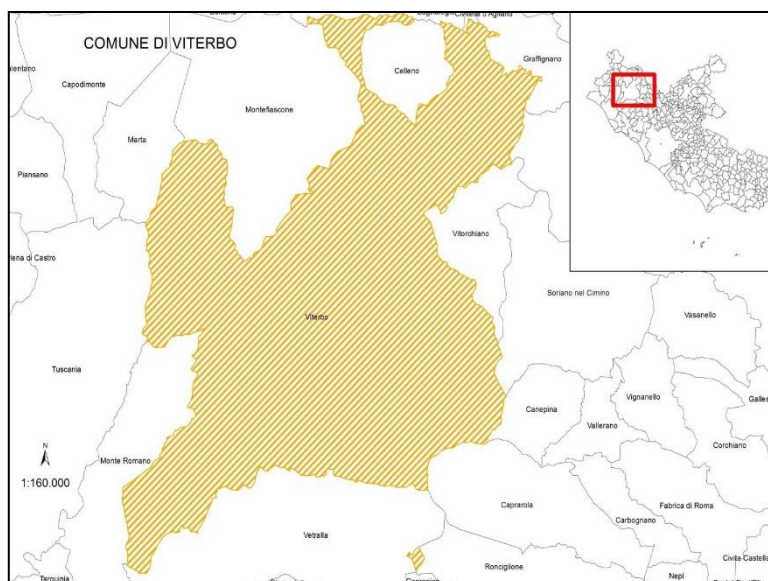 COMUNE DI VITERBO
Celleno
Graffignano
Capodimonte
Montefiascone
Marta
Piansano
Vitorchiano
Soriano nel Cimino
Vasanello
Viterbo
Tuscania
Canepina
Vignanello
Vallerano
Corchiano
N
1:160.000
Monte Romano
Caprarola
Fabrica di Roma
Carbognano
Vetralla
Ronciglione
Nepi
Tarquinia